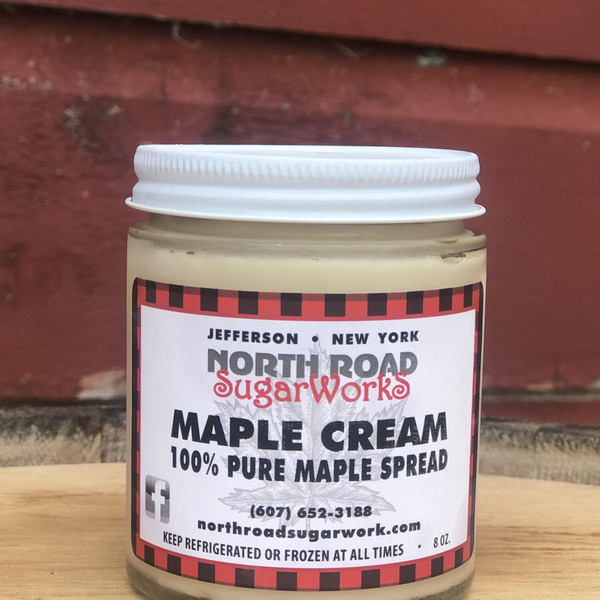 JEFFERSON • NEW YORK
NORTH ROAD
SugarWorkS
MAPLE CREAM
100% PURE MAPLE SPREAD
f
(607) 652-3188
northroadsugarwork.com
KEEP REFRIGERATED OR FROZEN AT ALL TIMES • 8 OZ.